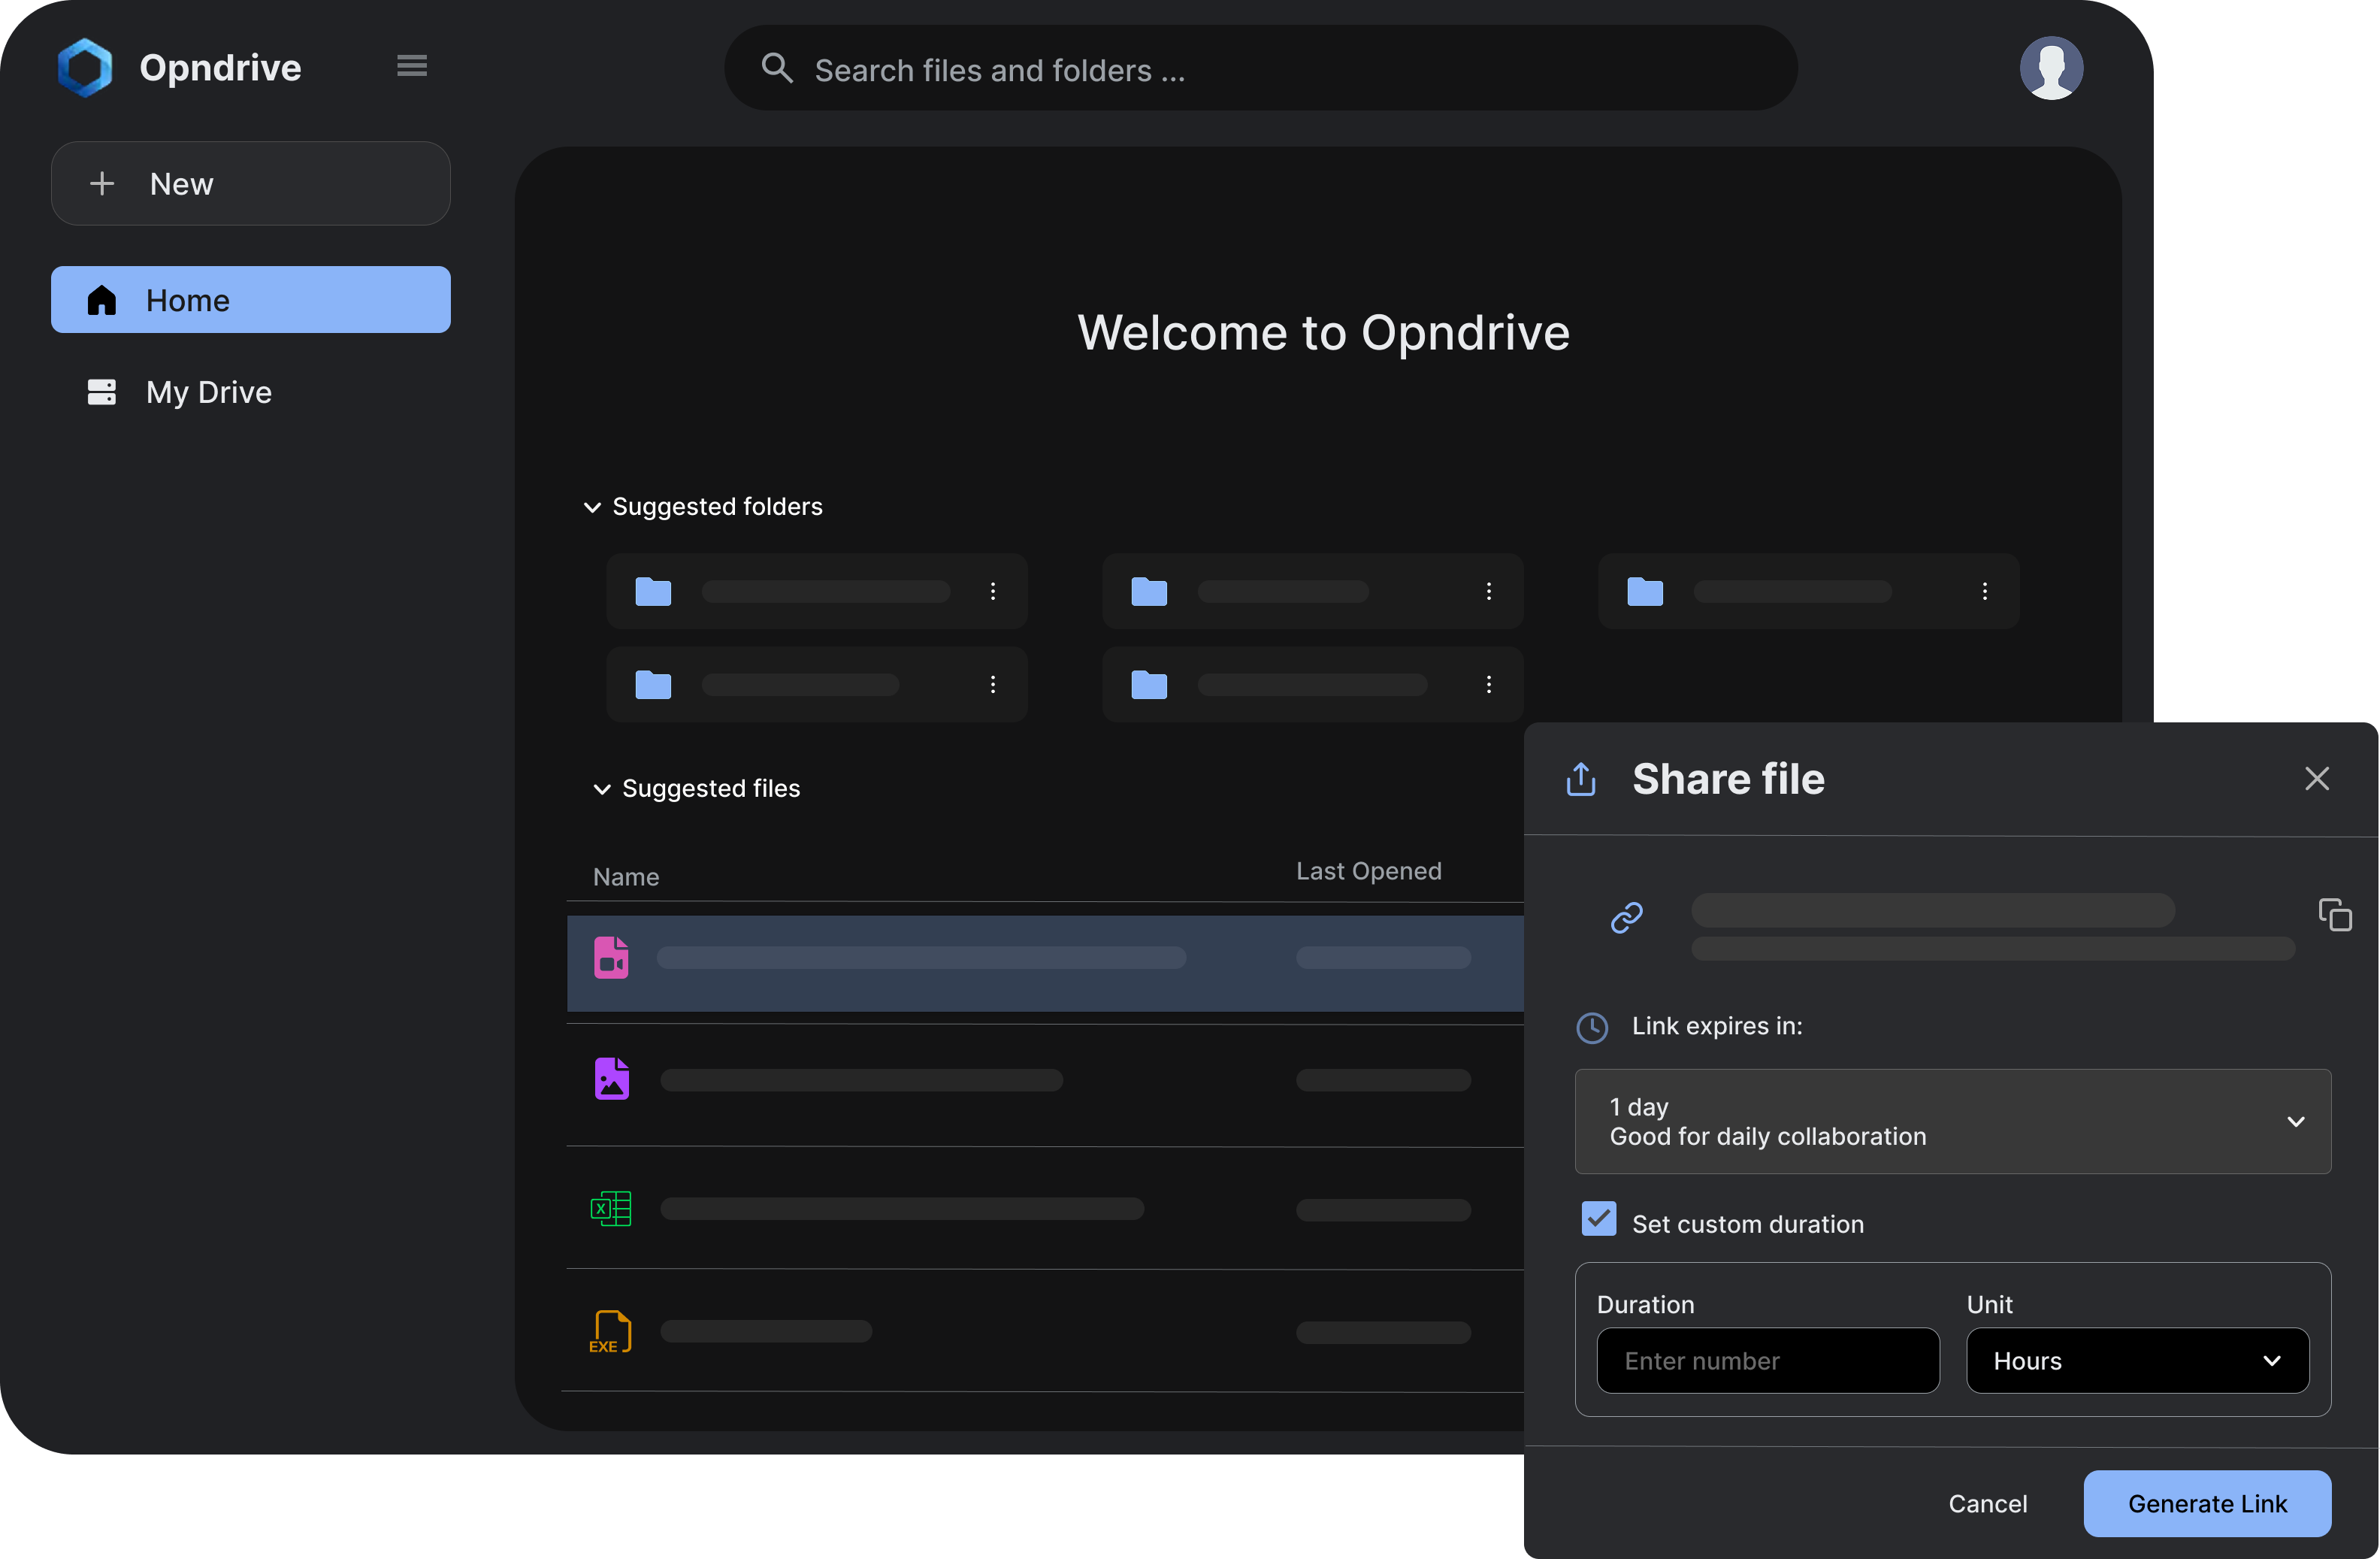 Opndrive
Search files and folders ...
New
Home
My Drive
Welcome to Opndrive
Suggested folders
Suggested files
Name
Last Opened
X
EXE
Share file
Link expires in:
1 day
Good for daily collaboration
Set custom duration
Duration
Unit
Enter number
Hours
Cancel
Generate Link